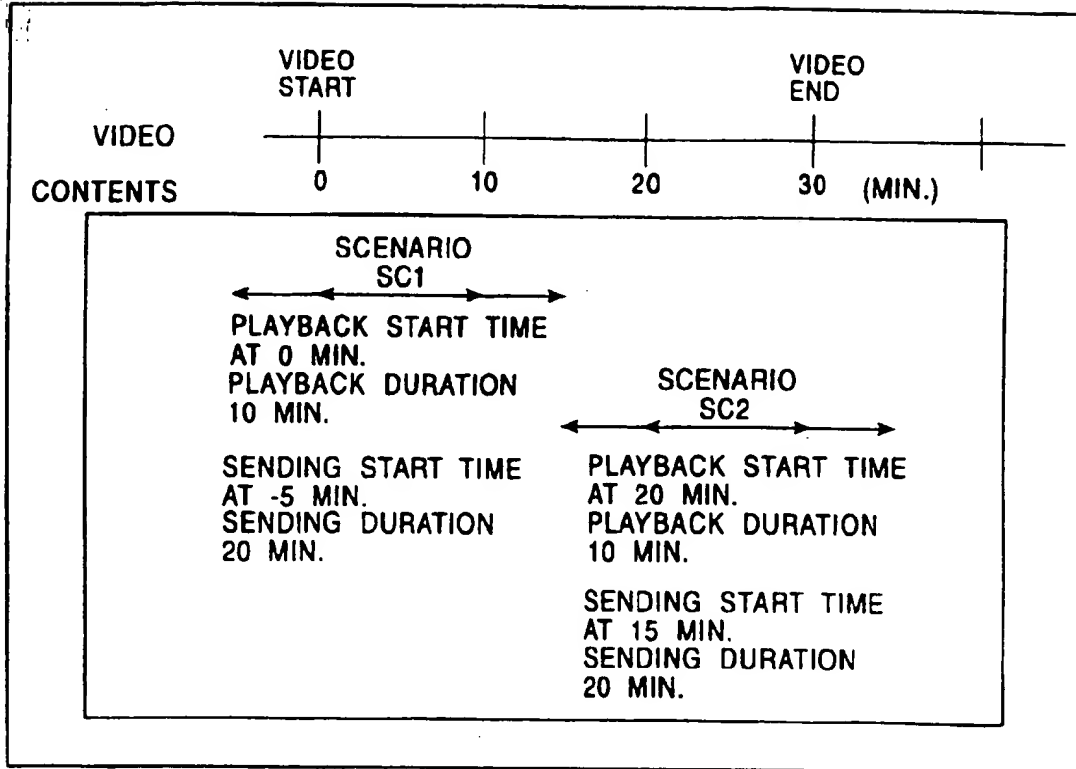 VIDEO
START
VIDEO
END
VIDEO
CONTENTS
0 10 20 30 (MIN.)
SCENARIO
SC1
PLAYBACK START TIME
AT 0 MIN.
PLAYBACK DURATION
10 MIN.
SENDING START TIME
AT -5 MIN.
SENDING DURATION
20 MIN.
SCENARIO
SC2
PLAYBACK START TIME
AT 20 MIN.
PLAYBACK DURATION
10 MIN.
SENDING START TIME
AT 15 MIN.
SENDING DURATION
20 MIN.